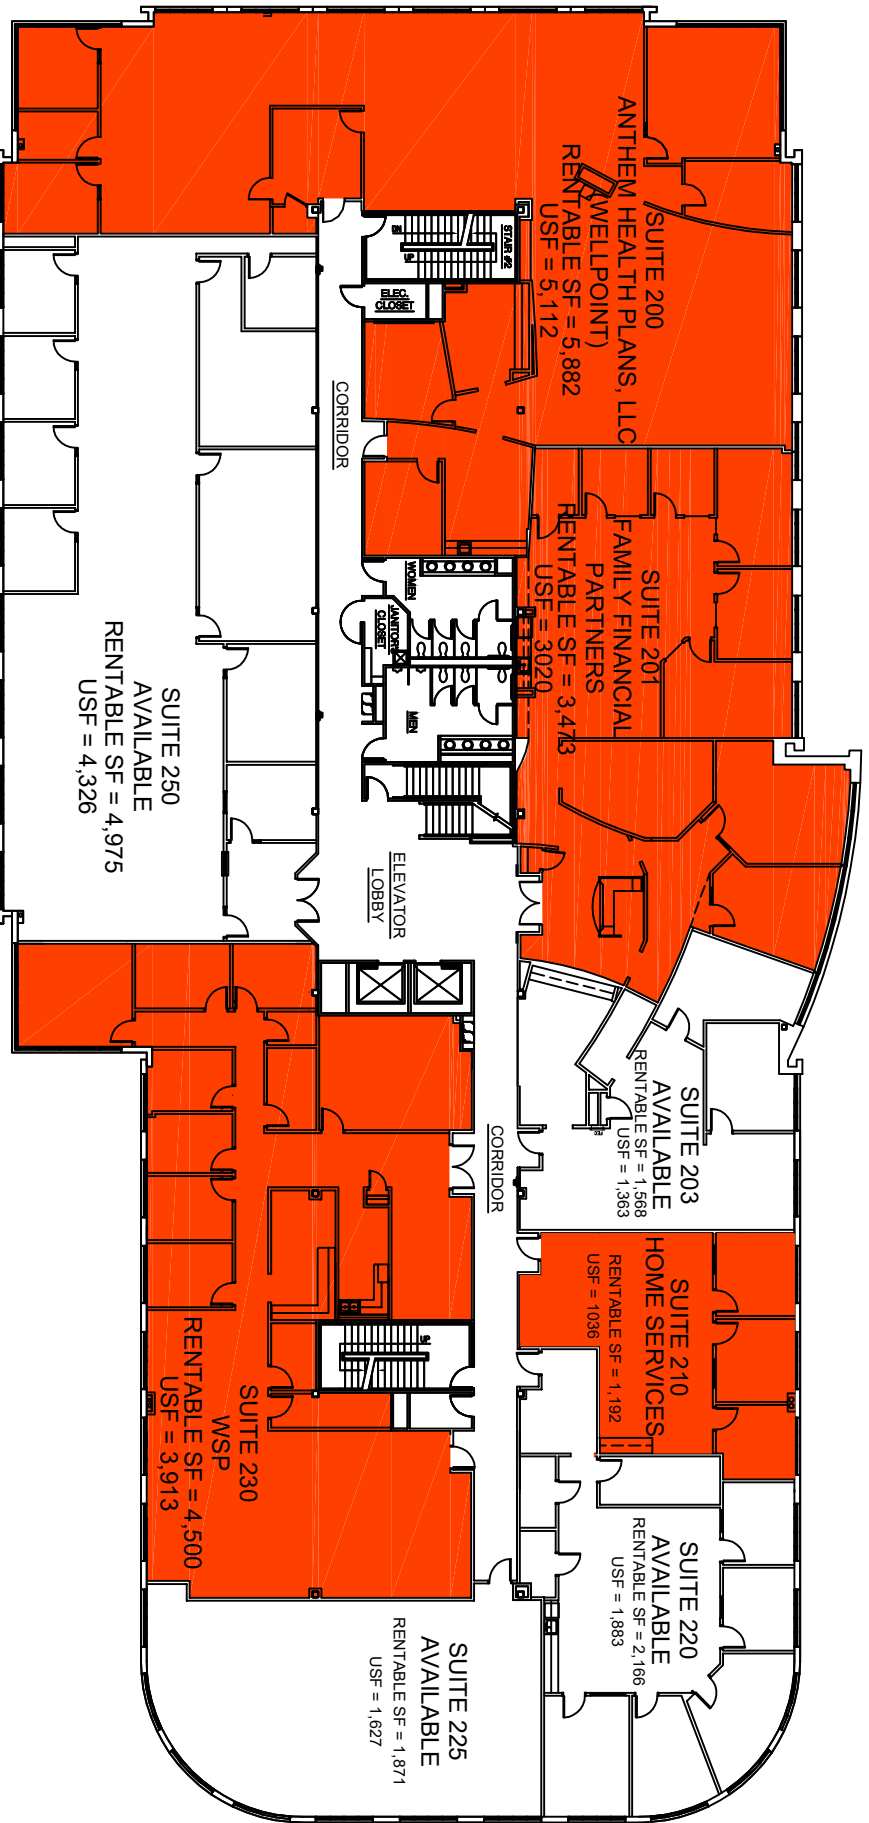 SUITE 200
ANTHEM HEALTH PLANS, LLC
(WELLPOINT)
RENTABLE SF = 5,882
USF = 5,112
STAIR #2
DN
UP
ELEC.
CLOSET
CORRIDOR
SUITE 201
FAMILY FINANCIAL
PARTNERS
RENTABLE SF = 3,473
USF = 3020
WOMEN
JANITOR
CLOSET
MEN
SUITE 250
AVAILABLE
RENTABLE SF = 4,975
USF = 4,326
ELEVATOR
LOBBY
SUITE 203
AVAILABLE
RENTABLE SF = 1,568
USF = 1,363
CORRIDOR
SUITE 210
HOME SERVICES
RENTABLE SF = 1,192
USF = 1036
UP
SUITE 230
WSP
RENTABLE SF = 4,500
USF = 3,913
SUITE 220
AVAILABLE
RENTABLE SF = 2,166
USF = 1,883
SUITE 225
AVAILABLE
RENTABLE SF = 1,871
USF = 1,627